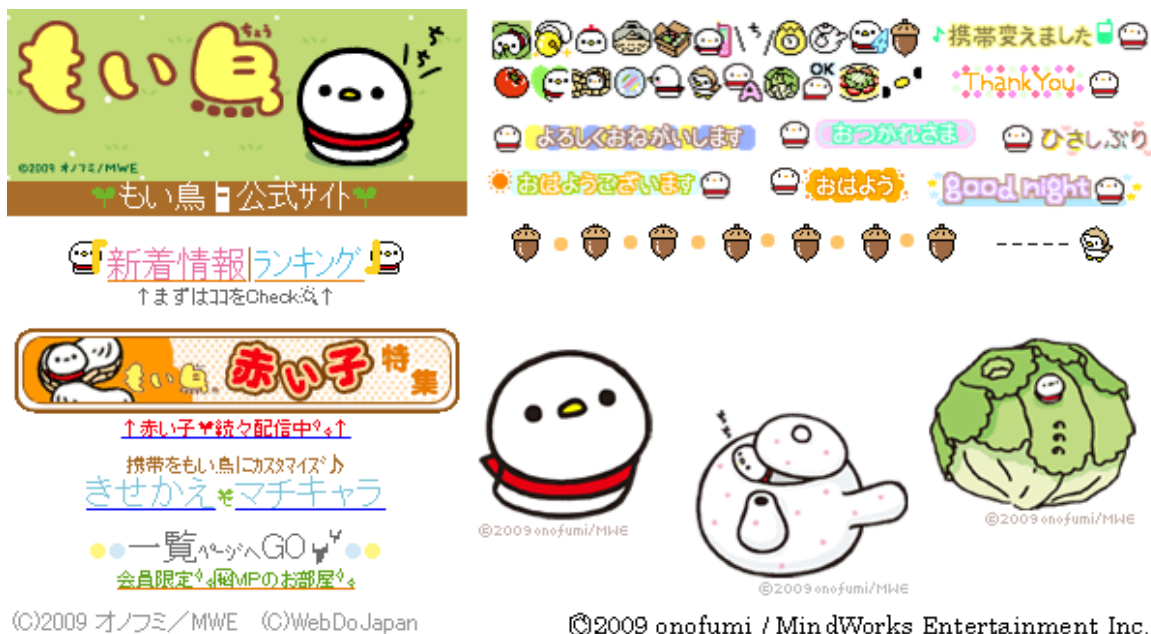 もい鳥
ちょう
ちち
©2009 オノフミ/MWE
もい鳥公式サイト
新着情報|ランキング
↑まずはココをCheck↑
もい鳥 赤い子特集
↑赤い子続々配信中↑
携帯をもい鳥にカスタマイズ♪
きせかえマチキャラ
一覧ページへGO
会員限定㊙MPのお部屋
(C)2009 オノフミ/MWE (C)WebDoJapan
OK
A
♪携帯変えました
Thank You
よろしくおねがいします
おつかれさま
ひさしぶり
おはようございます
おはよう
good night
©2009 onofumi/MWE
©2009 onofumi/MWE
©2009 onofumi/MWE
©2009 onofumi / MindWorks Entertainment Inc.